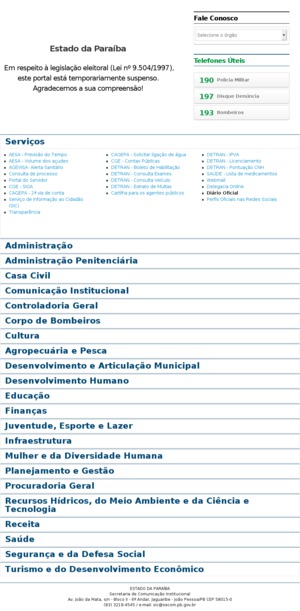 Fale Conosco
Selecione o órgão
Estado da Paraíba
Em respeito à legislação eleitoral (Lei nº 9.504/1997),
este portal está temporariamente suspenso.
Agradecemos a sua compreensão!
Telefones Úteis
190 Polícia Militar
197 Disque Denúncia
193 Bombeiros
Serviços
AESA - Previsão do Tempo
AESA - Volume dos açudes
AGEVISA- Alerta Sanitário
Consulta de processo
Portal do Servidor
CGE - SIGA
CAGEPA - 2ª via de conta
Serviço de Informação ao Cidadão
(SIC)
Transparência
CAGEPA - Solicitar ligação de água
CGE - Contas Públicas
DETRAN - Boleto de Habilitação
DETRAN - Consulta Exames
DETRAN - Consulta Veículo
DETRAN - Extrato de Multas
Cartilha para os agentes públicos
DETRAN - IPVA
DETRAN - Licenciamento
DETRAN - Pontuação CNH
SAÚDE - Lista de medicamentos
Webmail
Delegacia Online
Diário Oficial
Perfis Oficiais nas Redes Sociais
Administração
Administração Penitenciária
Casa Civil
Comunicação Institucional
Controladoria Geral
Corpo de Bombeiros
Cultura
Agropecuária e Pesca
Desenvolvimento e Articulação Municipal
Desenvolvimento Humano
Educação
Finanças
Juventude, Esporte e Lazer
Infraestrutura
Mulher e da Diversidade Humana
Planejamento e Gestão
Procuradoria Geral
Recursos Hídricos, do Meio Ambiente e da Ciência e
Tecnologia
Receita
Saúde
Segurança e da Defesa Social
Turismo e do Desenvolvimento Econômico
ESTADO DA PARAÍBA
Secretaria de Comunicação Institucional
Av. João da Mata, s/n - Bloco II - 6º Andar, Jaguaribe - João Pessoa/PB CEP 58015-0
(83) 3218-4545 / e-mail: sic@secom.pb.gov.br